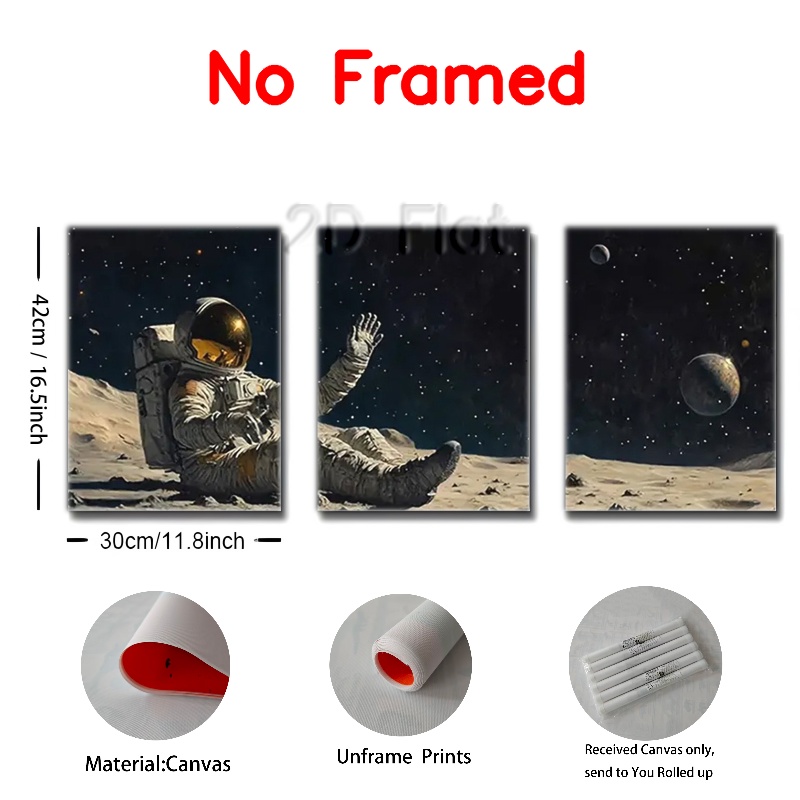 No Framed
2D Flat
42cm / 16.5inch
30cm/11.8inch
Material:Canvas
Unframe Prints
Received Canvas only,
send to You Rolled up